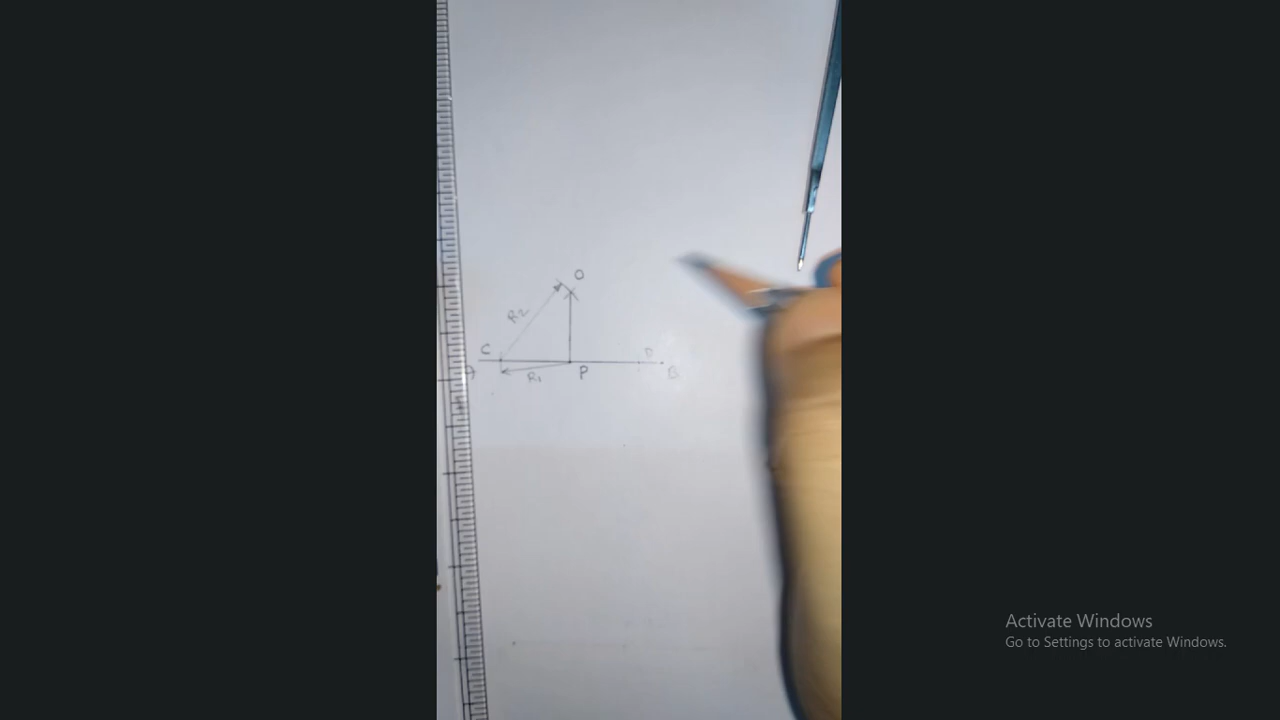 O
R2
C D
A R1 P B
Activate Windows
Go to Settings to activate Windows.